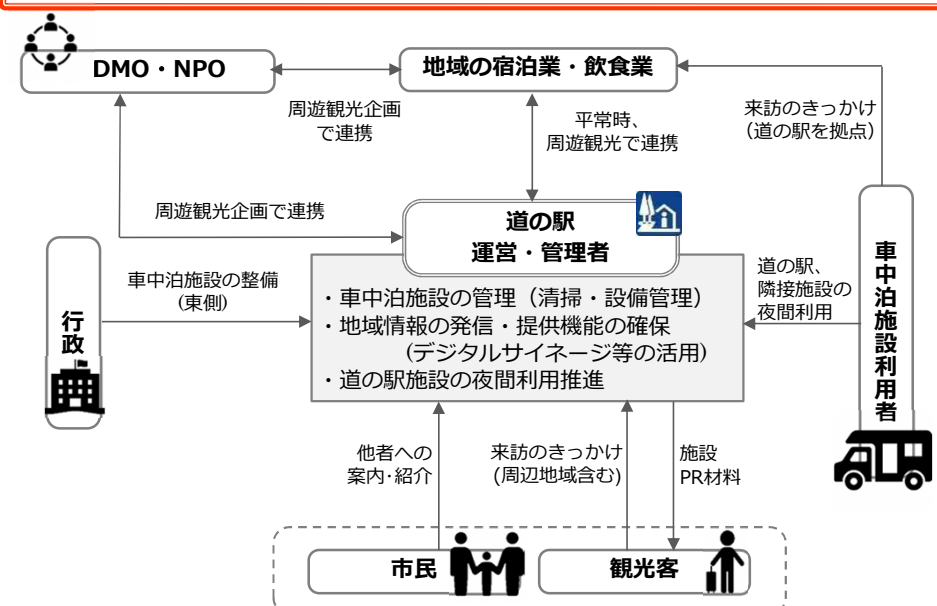 DMO・NPO
地域の宿泊業・飲食業
周遊観光企画
で連携
平常時、
周遊観光で連携
来訪のきっかけ
（道の駅を拠点）
周遊観光企画で連携
道の駅
運営・管理者
車中泊施設の整備
(東側)
行政
・車中泊施設の管理（清掃・設備管理）
・地域情報の発信・提供機能の確保
(デジタルサイネージ等の活用)
・道の駅施設の夜間利用推進
道の駅、
隣接施設の
夜間利用
車中泊施設利用者
他者への
案内･紹介
来訪のきっかけ
(周辺地域含む)
施設
PR材料
市民
観光客